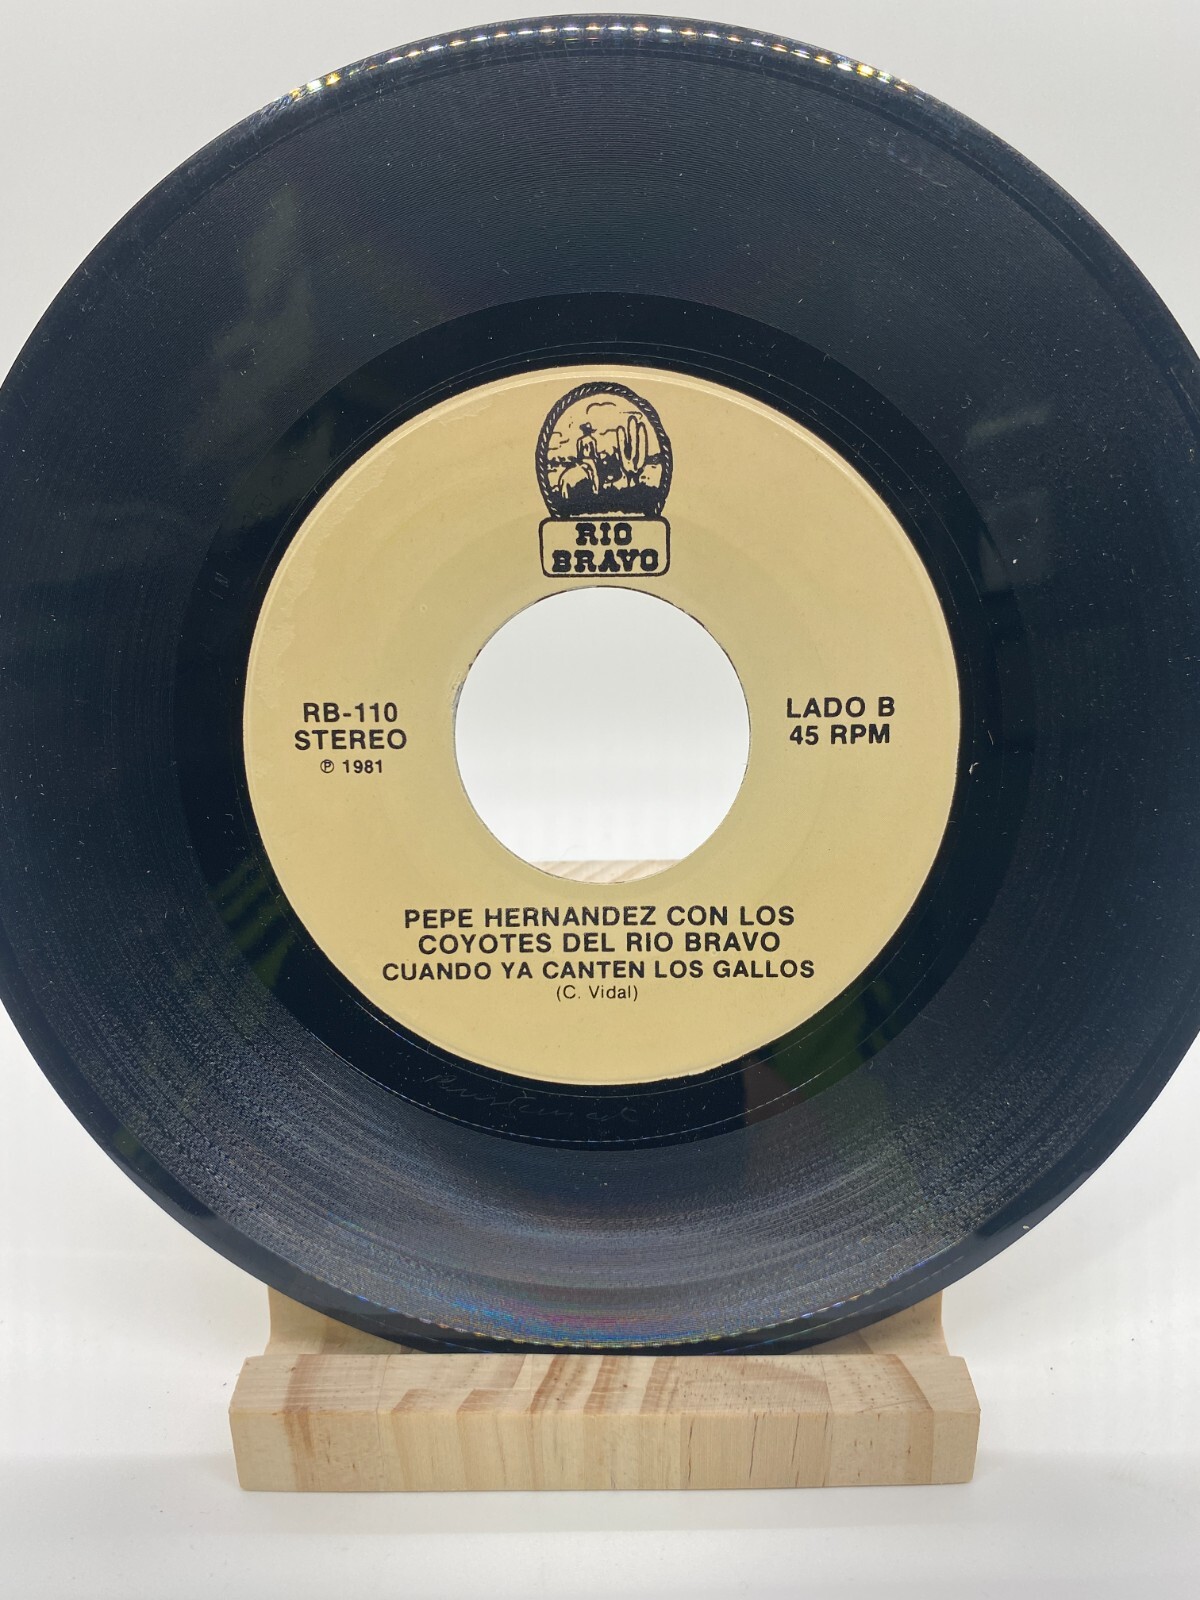 RIO
BRAVO
RB-110
STEREO
℗ 1981
LADO B
45 RPM
PEPE HERNANDEZ CON LOS
COYOTES DEL RIO BRAVO
CUANDO YA CANTEN LOS GALLOS
(C. Vidal)